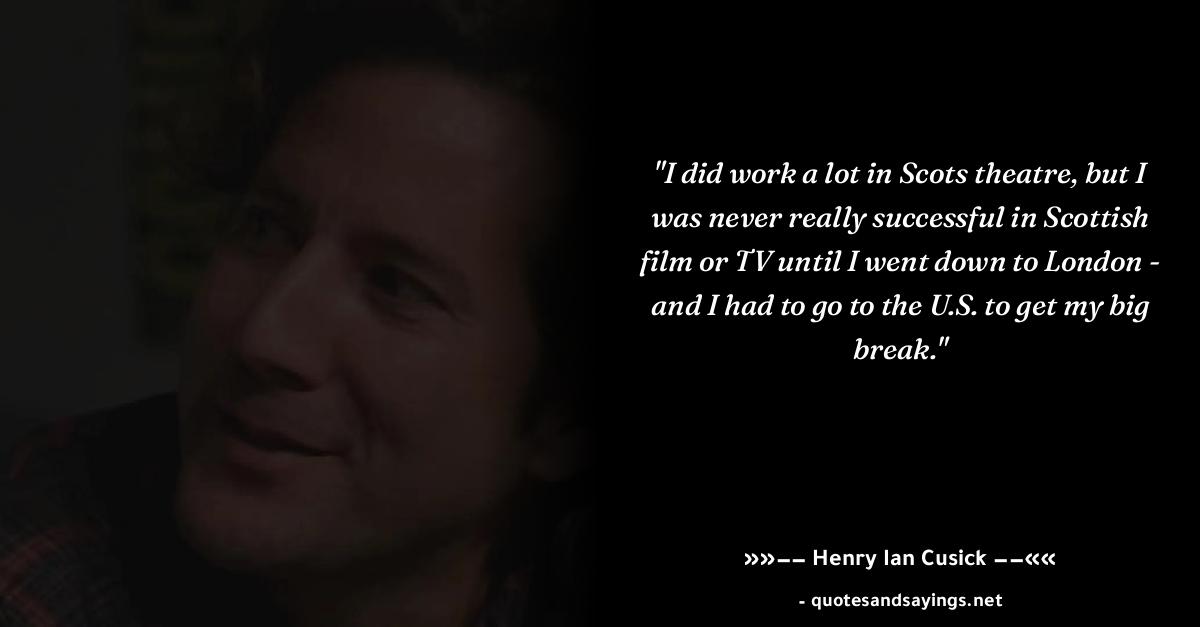 "I did work a lot in Scots theatre, but I
was never really successful in Scottish
film or TV until I went down to London -
and I had to go to the U.S. to get my big
break."
»»−− Henry Ian Cusick −−««
- quotesandsayings.net